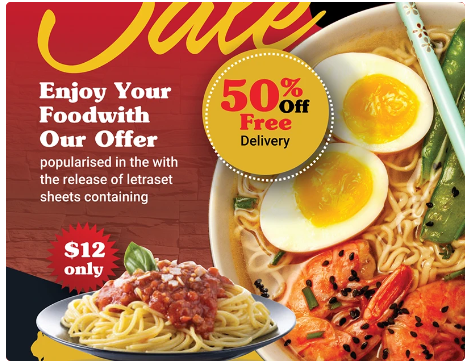 Sale
Enjoy Your
Foodwith
Our Offer
popularised in the with
the release of letraset
sheets containing
50%
Off
Free
Delivery
$12
only